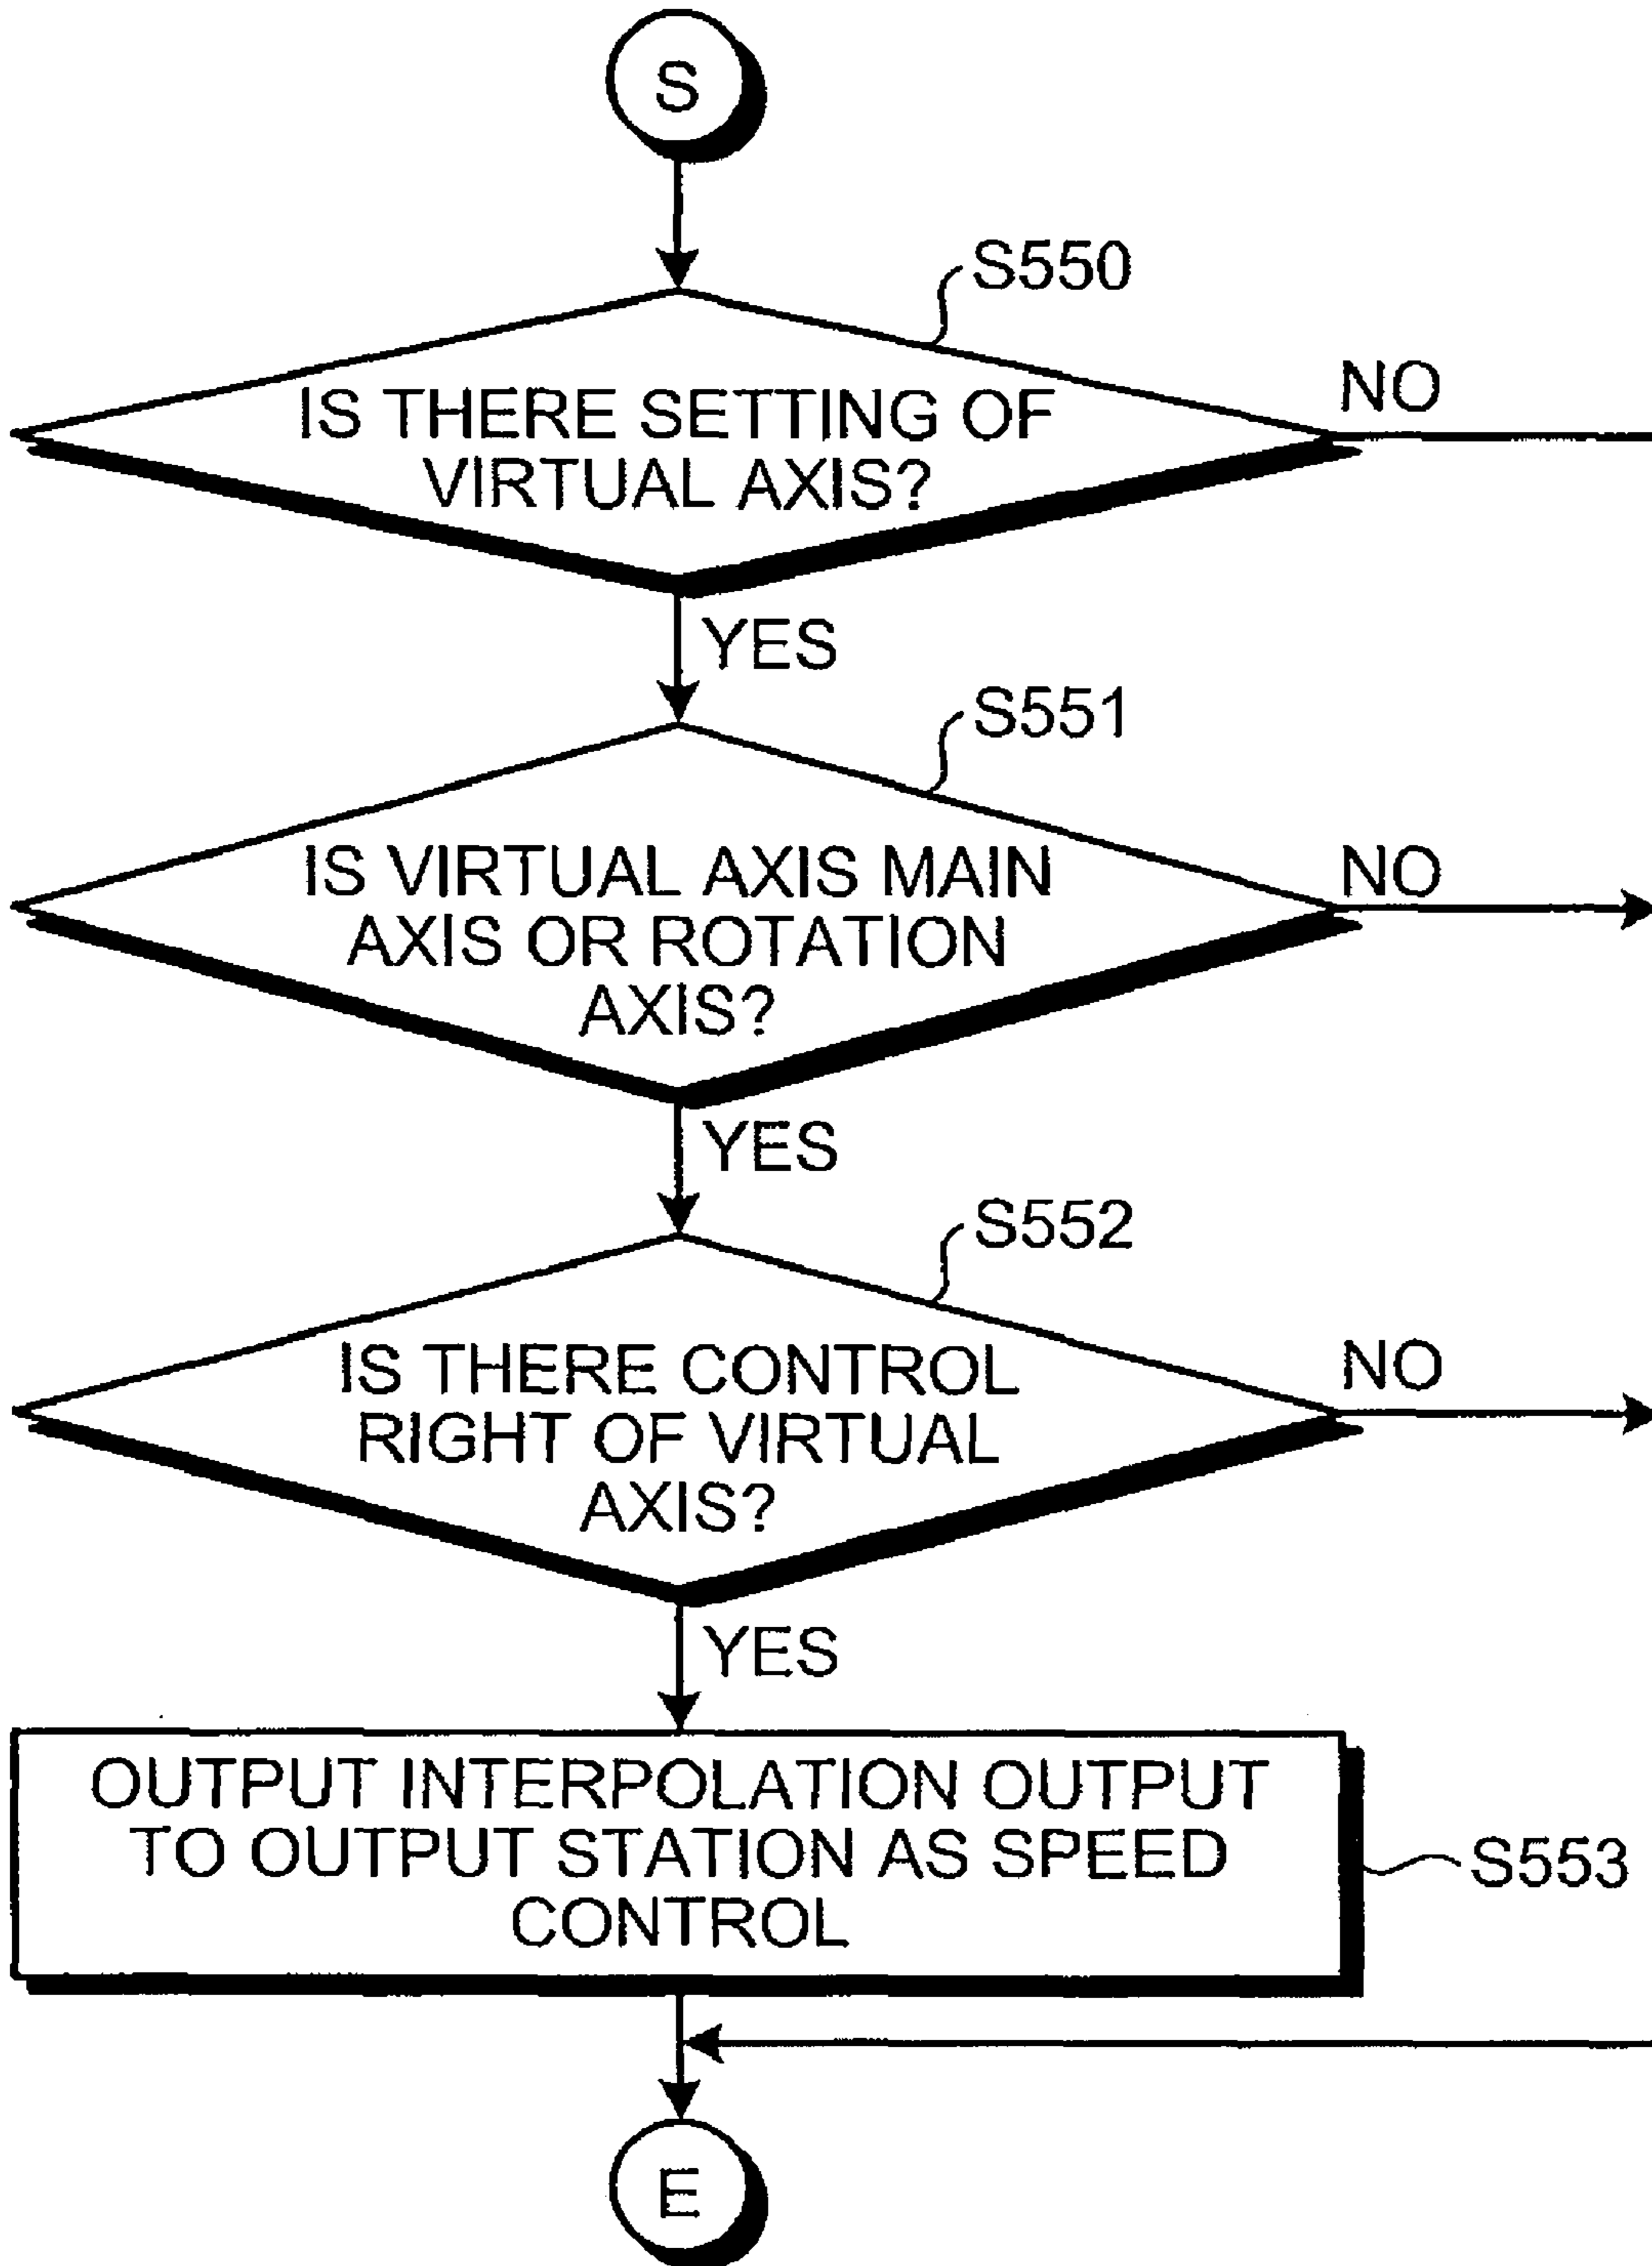 S
S550
IS THERE SETTING OF
VIRTUAL AXIS?
NO
YES
S551
IS VIRTUAL AXIS MAIN
AXIS OR ROTATION
AXIS?
NO
YES
S552
IS THERE CONTROL
RIGHT OF VIRTUAL
AXIS?
NO
YES
OUTPUT INTERPOLATION OUTPUT
TO OUTPUT STATION AS SPEED
CONTROL
S553
E